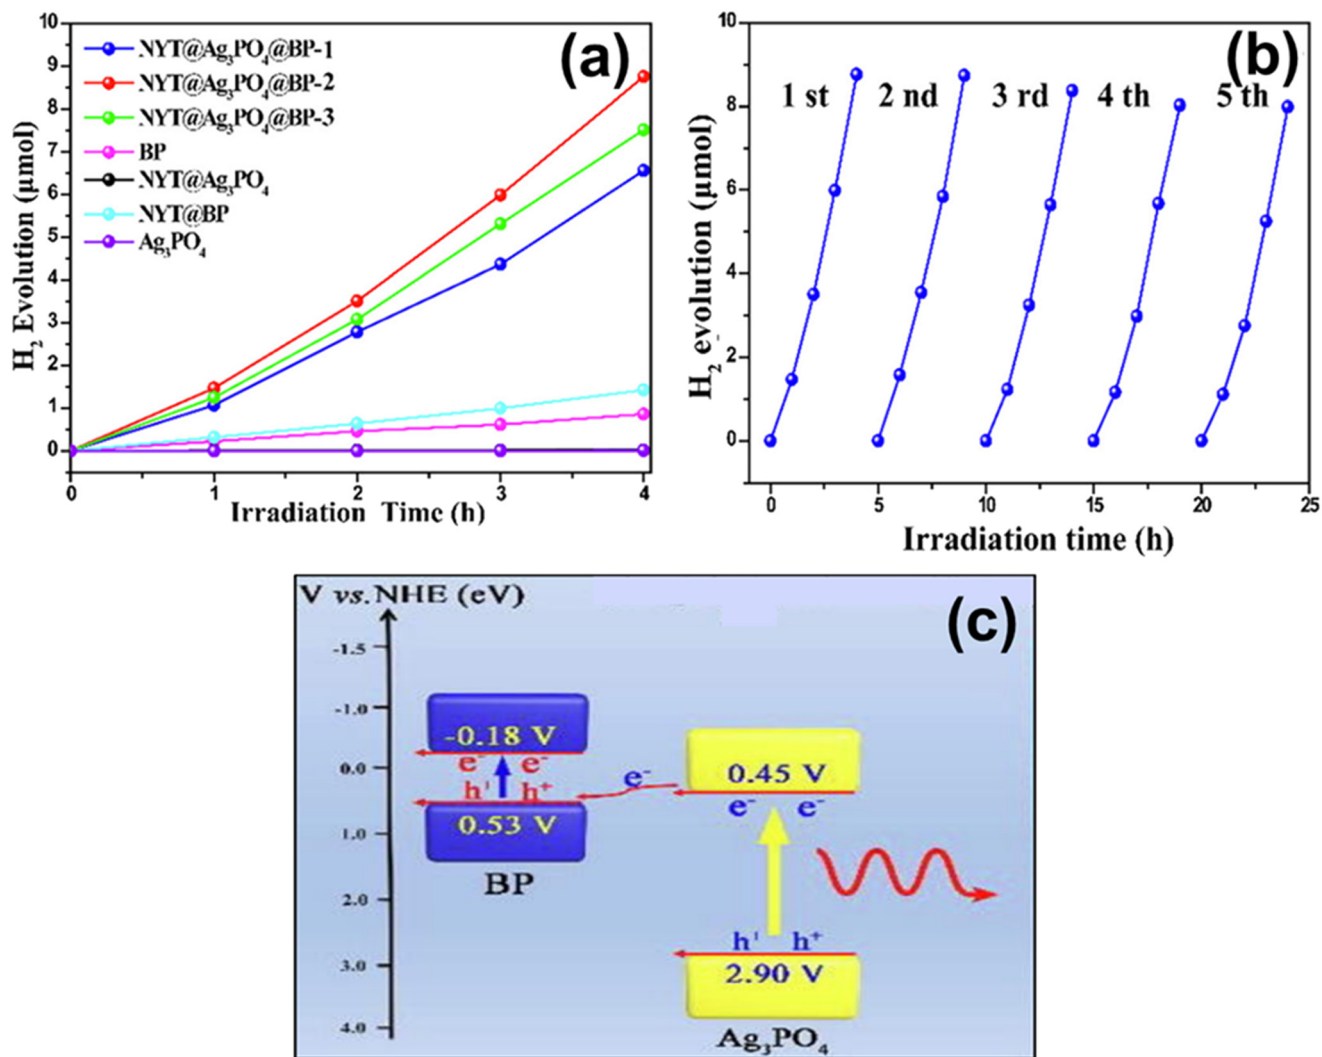 (a)
NYT@Ag₃PO₄@BP-1
NYT@Ag₃PO₄@BP-2
NYT@Ag₃PO₄@BP-3
BP
NYT@Ag₃PO₄
NYT@BP
Ag₃PO₄
H₂ Evolution (μmol)
10
9
8
7
6
5
4
3
2
1
0
0 1 2 3 4
Irradiation Time (h)
(b)
1 st 2 nd 3 rd 4 th 5 th
H₂ evolution (μmol)
10
8
6
4
2
0
0 5 10 15 20 25
Irradiation time (h)
V vs.NHE (eV)
(c)
-1.5
-1.0
0.0
1.0
2.0
3.0
4.0
-0.18 V
e⁻ e⁻
h⁺ h⁺
0.53 V
BP
e⁻
0.45 V
e⁻ e⁻
h⁺ h⁺
2.90 V
Ag₃PO₄